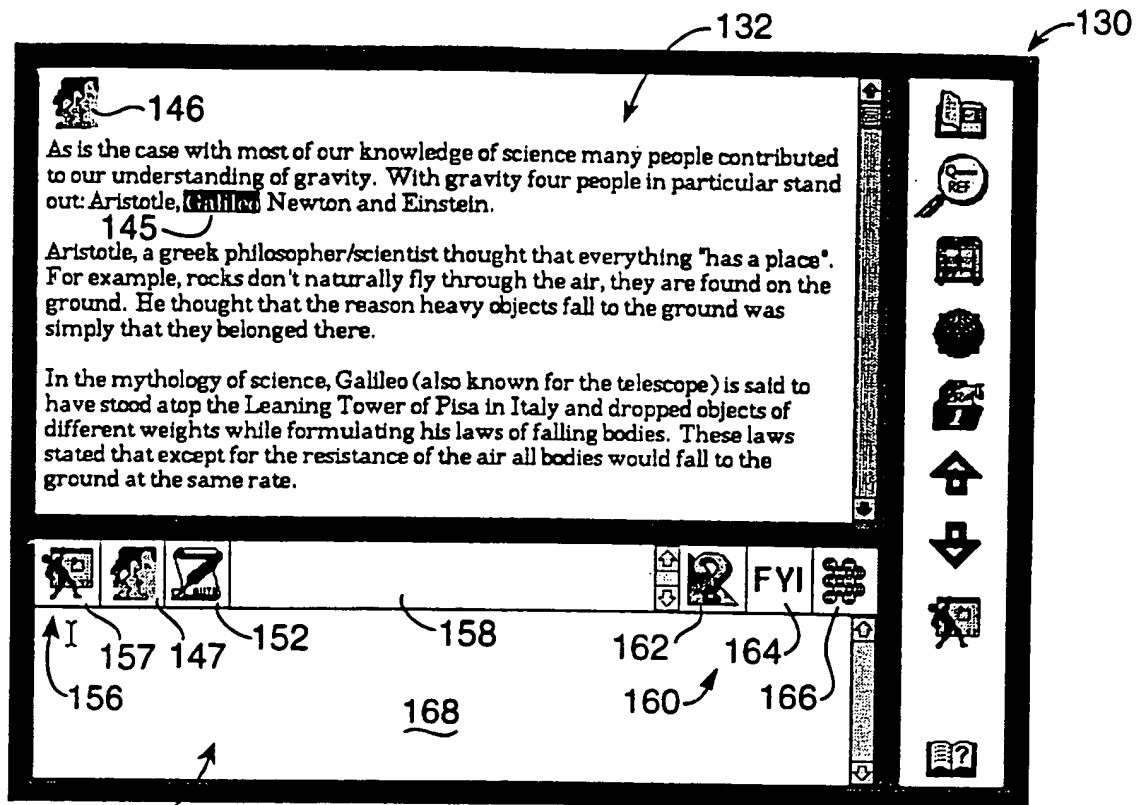 132
130
146
As is the case with most of our knowledge of science many people contributed
to our understanding of gravity. With gravity four people in particular stand
out: Aristotle, Galileo Newton and Einstein.
145
Aristotle, a greek philosopher/scientist thought that everything "has a place".
For example, rocks don't naturally fly through the air, they are found on the
ground. He thought that the reason heavy objects fall to the ground was
simply that they belonged there.
In the mythology of science, Galileo (also known for the telescope) is said to
have stood atop the Leaning Tower of Pisa in Italy and dropped objects of
different weights while formulating his laws of falling bodies. These laws
stated that except for the resistance of the air all bodies would fall to the
ground at the same rate.
REF
1
AUTO
FYI
157 147 152 158 162 164 166
156 168 160
?